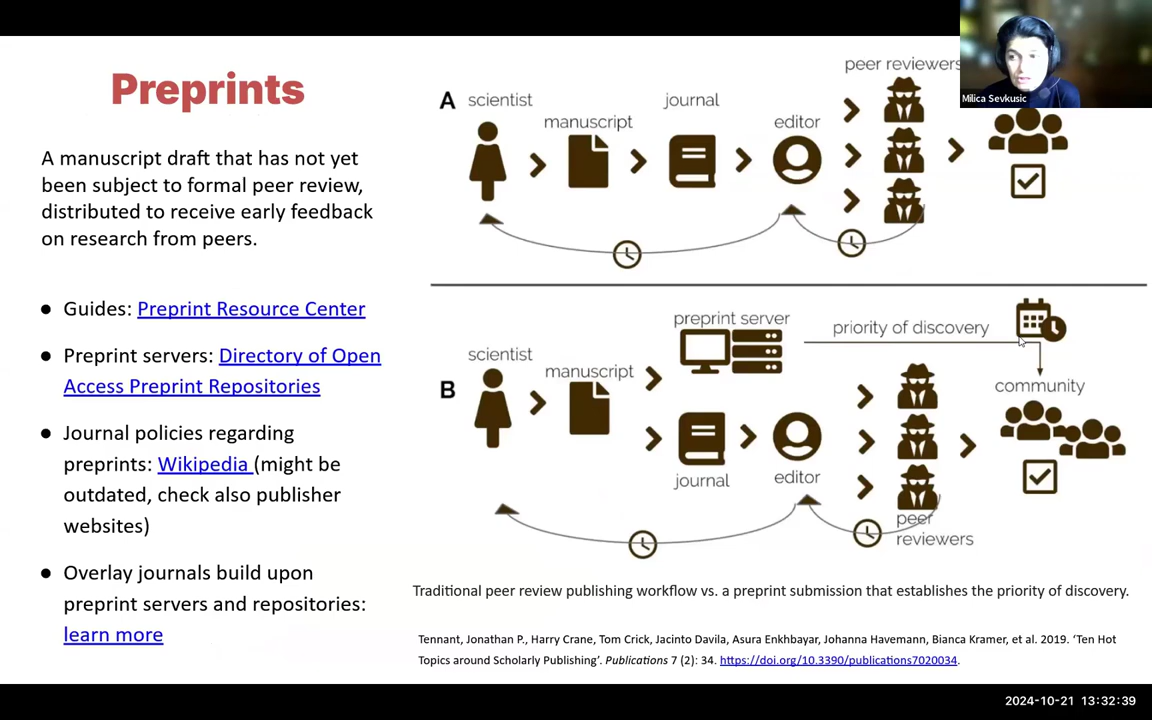 Preprints
A manuscript draft that has not yet
been subject to formal peer review,
distributed to receive early feedback
on research from peers.
● Guides: Preprint Resource Center
● Preprint servers: Directory of Open
Access Preprint Repositories
● Journal policies regarding
preprints: Wikipedia (might be
outdated, check also publisher
websites)
● Overlay journals build upon
preprint servers and repositories:
learn more
A
scientist
manuscript
journal
editor
peer reviewers
Milica Sevkusic
B
scientist
manuscript
preprint server
priority of discovery
community
journal
editor
peer
reviewers
Traditional peer review publishing workflow vs. a preprint submission that establishes the priority of discovery.
Tennant, Jonathan P., Harry Crane, Tom Crick, Jacinto Davila, Asura Enkhbayar, Johanna Havemann, Bianca Kramer, et al. 2019. ‘Ten Hot
Topics around Scholarly Publishing’. Publications 7 (2): 34. https://doi.org/10.3390/publications7020034.
2024-10-21 13:32:39